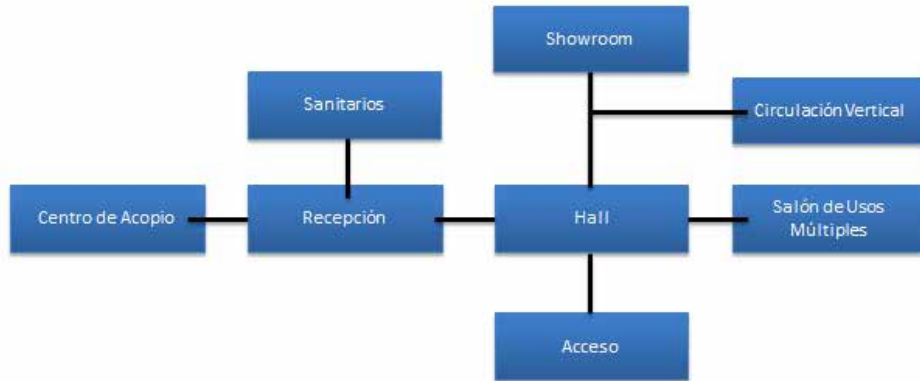 Showroom
Sanitarios
Circulación Vertical
Centro de Acopio
Recepción
Hall
Salón de Usos
Múltiples
Acceso